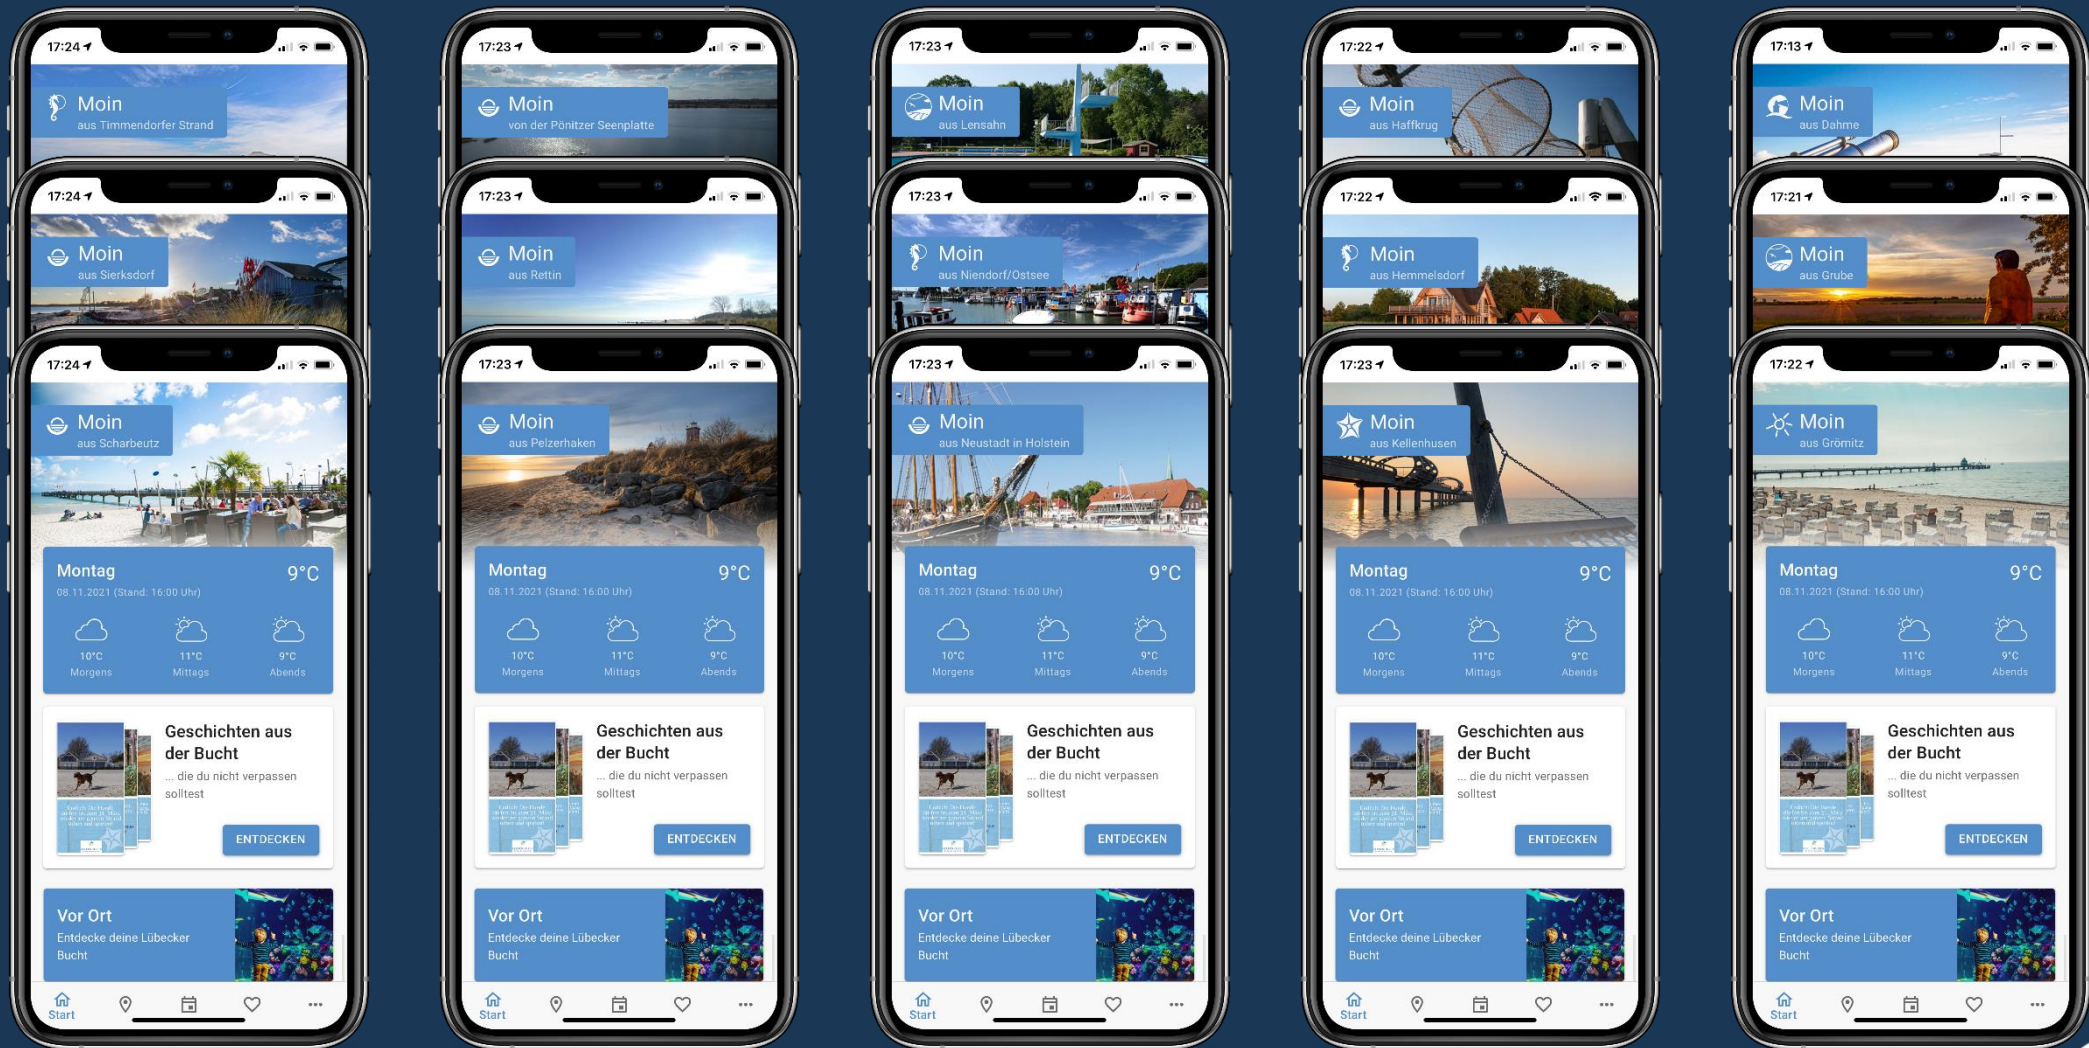 17:24
Moin
aus Timmendorfer Strand
17:24
Moin
aus Sierksdorf
17:24
Moin
aus Scharbeutz
Montag
9°C
08.11.2021 (Stand: 16:00 Uhr)
10°C
11°C
9°C
Morgens
Mittags
Abends
Geschichten aus
der Bucht
... die du nicht verpassen
solltest
ENTDECKEN
Vor Ort
Entdecke deine Lübecker
Bucht
Start
17:23
Moin
von der Pönitzer Seenplatte
17:23
Moin
aus Rettin
17:23
Moin
aus Pelzerhaken
Montag
9°C
08.11.2021 (Stand: 16:00 Uhr)
10°C
11°C
9°C
Morgens
Mittags
Abends
Geschichten aus
der Bucht
... die du nicht verpassen
solltest
ENTDECKEN
Vor Ort
Entdecke deine Lübecker
Bucht
Start
17:23
Moin
aus Lensahn
17:23
Moin
aus Niendorf/Ostsee
17:23
Moin
aus Neustadt in Holstein
Montag
9°C
08.11.2021 (Stand: 16:00 Uhr)
10°C
11°C
9°C
Morgens
Mittags
Abends
Geschichten aus
der Bucht
... die du nicht verpassen
solltest
ENTDECKEN
Vor Ort
Entdecke deine Lübecker
Bucht
Start
17:22
Moin
aus Haffkrug
17:22
Moin
aus Hemmelsdorf
17:23
Moin
aus Kellenhusen
Montag
9°C
08.11.2021 (Stand: 16:00 Uhr)
10°C
11°C
9°C
Morgens
Mittags
Abends
Geschichten aus
der Bucht
... die du nicht verpassen
solltest
ENTDECKEN
Vor Ort
Entdecke deine Lübecker
Bucht
Start
17:13
Moin
aus Dahme
17:21
Moin
aus Grube
17:22
Moin
aus Grömitz
Montag
9°C
08.11.2021 (Stand: 16:00 Uhr)
10°C
11°C
9°C
Morgens
Mittags
Abends
Geschichten aus
der Bucht
... die du nicht verpassen
solltest
ENTDECKEN
Vor Ort
Entdecke deine Lübecker
Bucht
Start